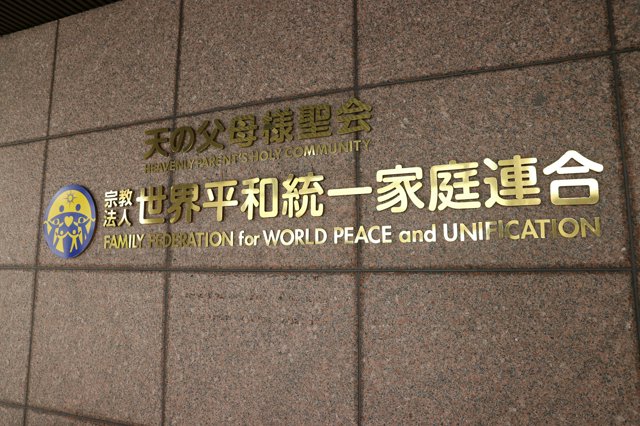 天の父母様聖会
HEAVENLY PARENT'S HOLY COMMUNITY
宗教法人 世界平和統一家庭連合
FAMILY FEDERATION for WORLD PEACE and UNIFICATION